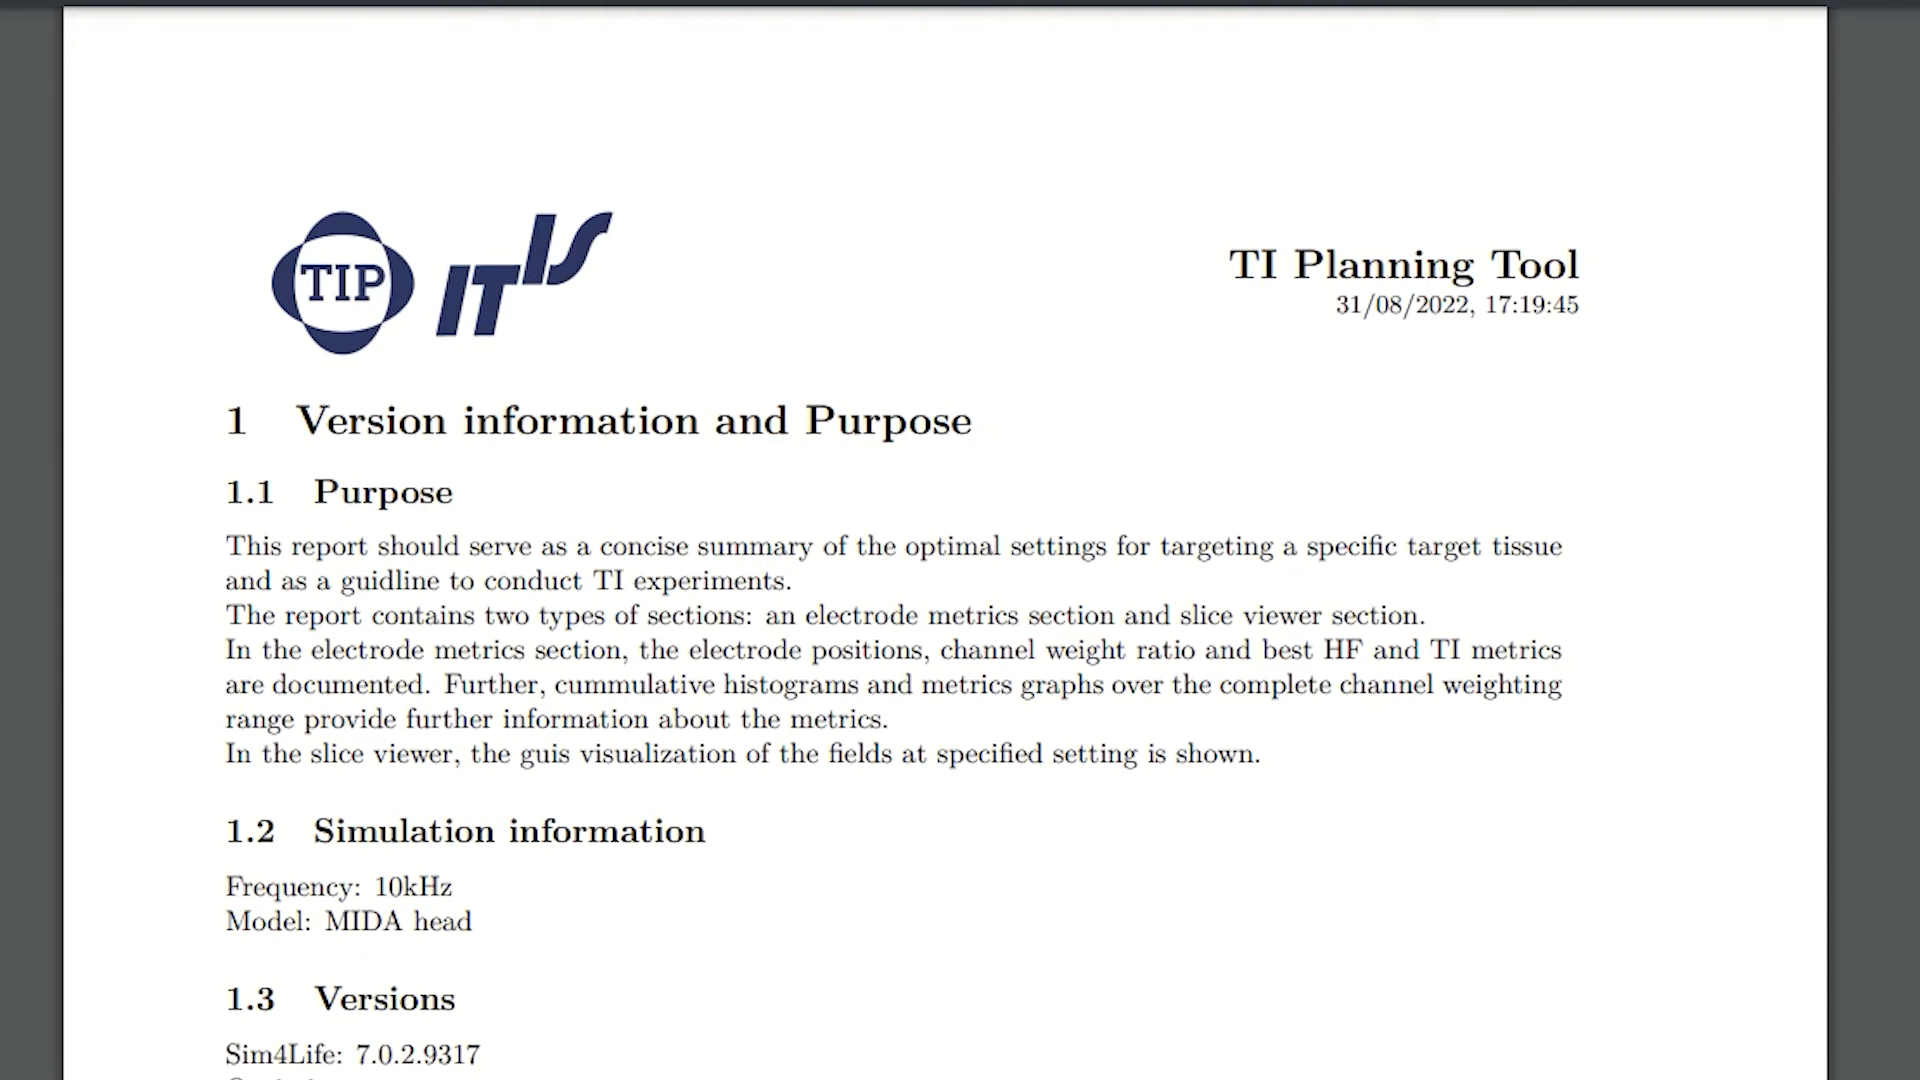 TIP ITIS
TI Planning Tool
31/08/2022, 17:19:45
1 Version information and Purpose
1.1 Purpose
This report should serve as a concise summary of the optimal settings for targeting a specific target tissue
and as a guidline to conduct TI experiments.
The report contains two types of sections: an electrode metrics section and slice viewer section.
In the electrode metrics section, the electrode positions, channel weight ratio and best HF and TI metrics
are documented. Further, cummulative histograms and metrics graphs over the complete channel weighting
range provide further information about the metrics.
In the slice viewer, the guis visualization of the fields at specified setting is shown.
1.2 Simulation information
Frequency: 10kHz
Model: MIDA head
1.3 Versions
Sim4Life: 7.0.2.9317